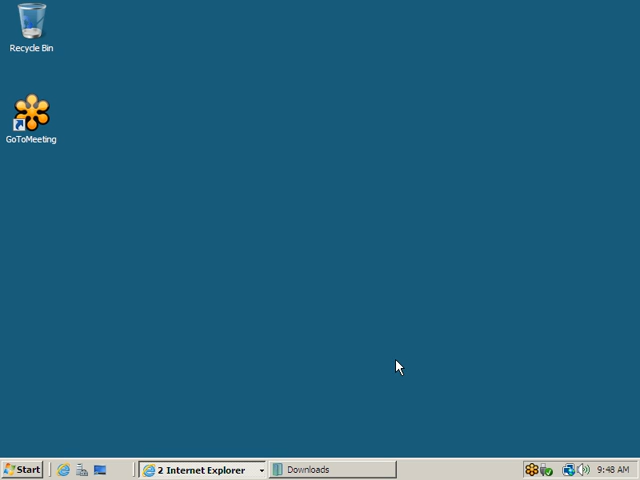 Recycle Bin
GoToMeeting
Start
2 Internet Explorer
Downloads
9:48 AM